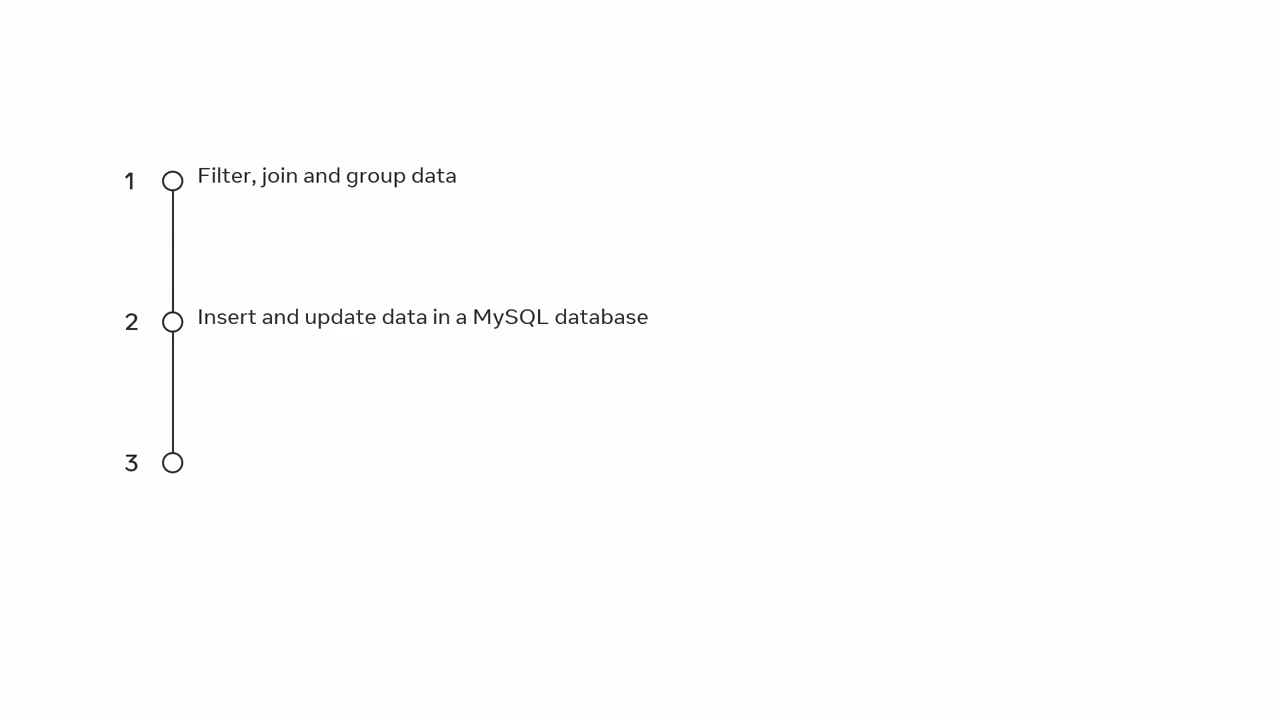 1 Filter, join and group data
2 Insert and update data in a MySQL database
3